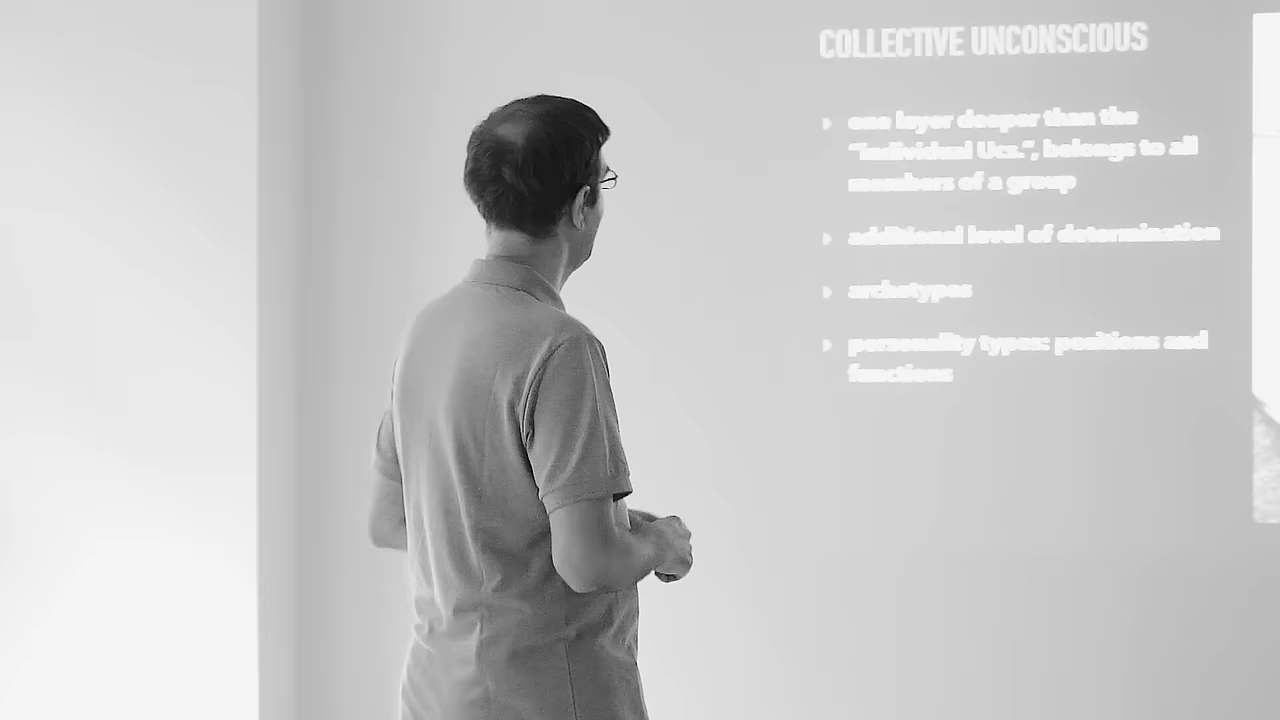 COLLECTIVE UNCONSCIOUS
one layer deeper than the
"individual Ucs.", belongs to all
members of a group
additional level of determination
archetypes
personality types: positions and
functions